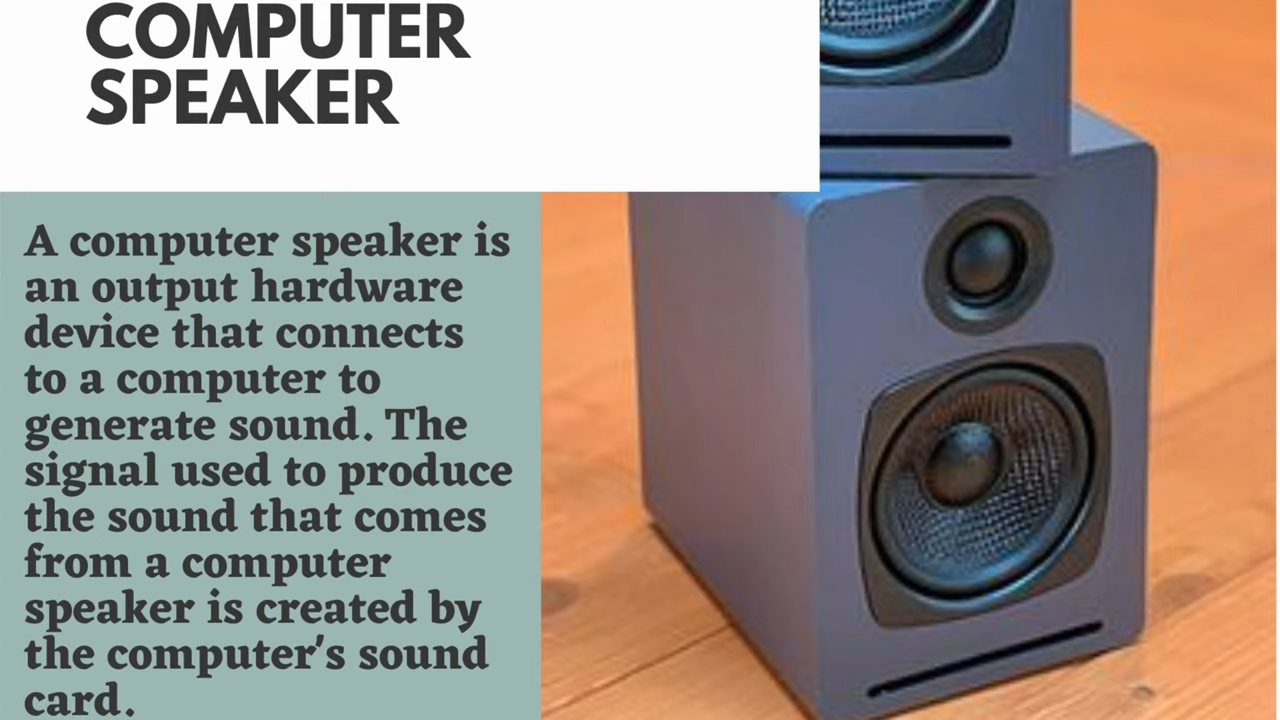 COMPUTER
SPEAKER
A computer speaker is
an output hardware
device that connects
to a computer to
generate sound. The
signal used to produce
the sound that comes
from a computer
speaker is created by
the computer's sound
card.